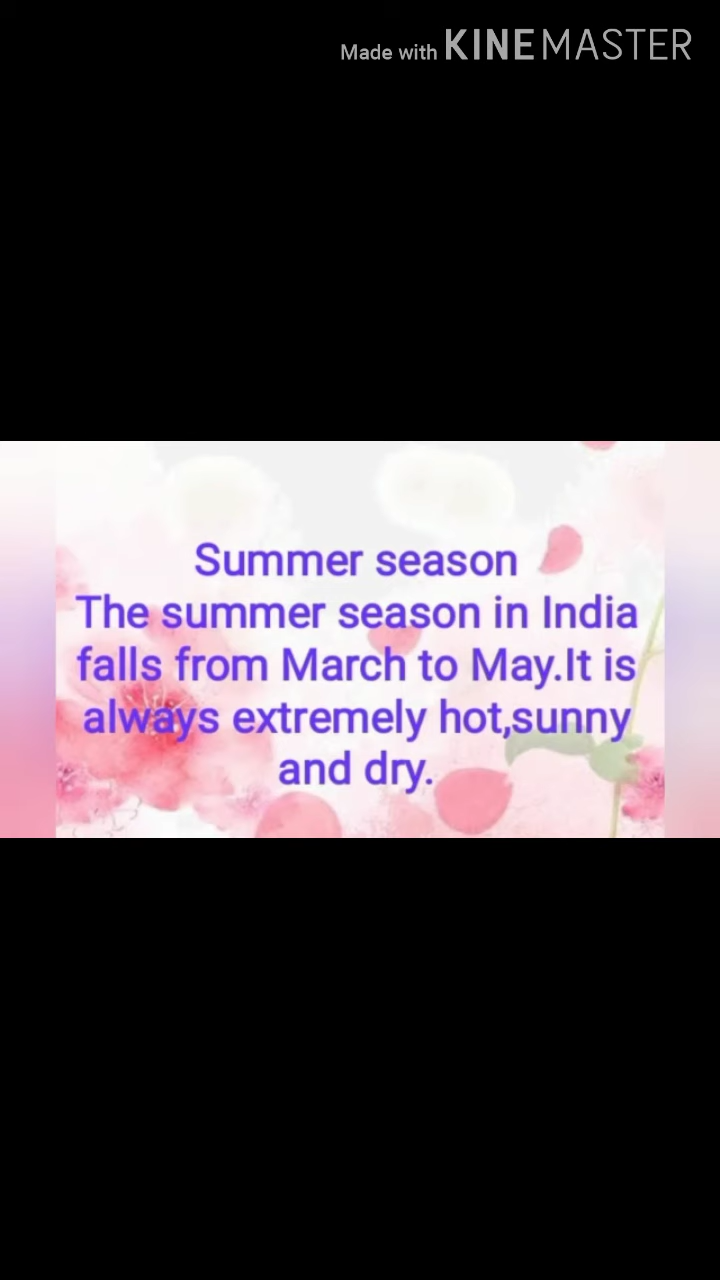 Made with KINEMASTER
Summer season
The summer season in India
falls from March to May.It is
always extremely hot,sunny
and dry.